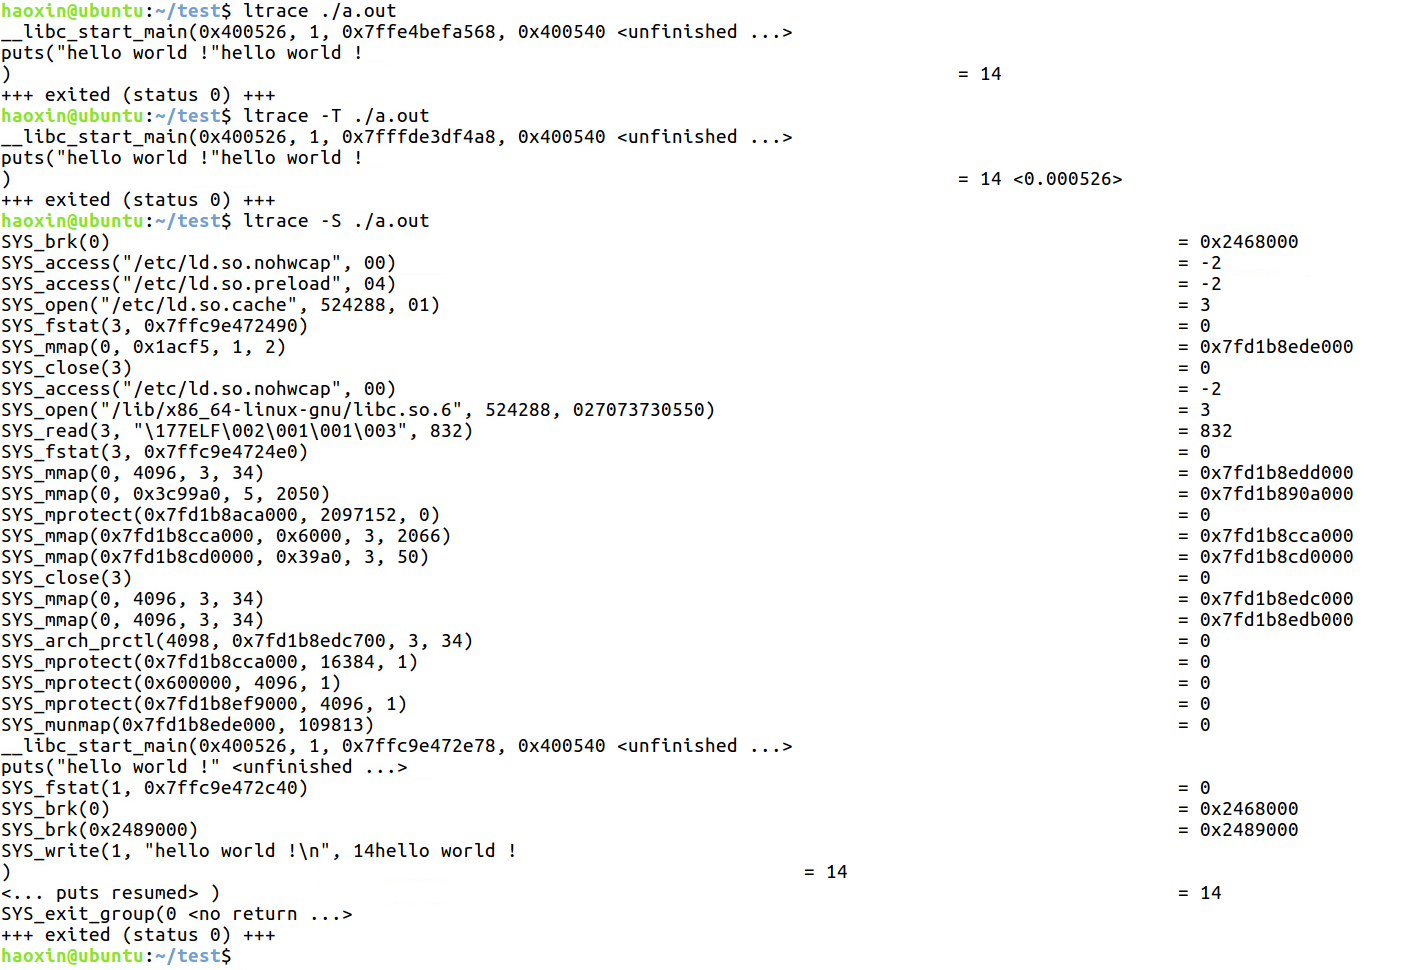 haoxin@ubuntu:~/test$ ltrace ./a.out
__libc_start_main(0x400526, 1, 0x7ffe4befa568, 0x400540 <unfinished ...>
puts("hello world !"hello world !
) = 14
+++ exited (status 0) +++
haoxin@ubuntu:~/test$ ltrace -T ./a.out
__libc_start_main(0x400526, 1, 0x7fffde3df4a8, 0x400540 <unfinished ...>
puts("hello world !"hello world !
) = 14 <0.000526>
+++ exited (status 0) +++
haoxin@ubuntu:~/test$ ltrace -S ./a.out
SYS_brk(0) = 0x2468000
SYS_access("/etc/ld.so.nohwcap", 00) = -2
SYS_access("/etc/ld.so.preload", 04) = -2
SYS_open("/etc/ld.so.cache", 524288, 01) = 3
SYS_fstat(3, 0x7ffc9e472490) = 0
SYS_mmap(0, 0x1acf5, 1, 2) = 0x7fd1b8ede000
SYS_close(3) = 0
SYS_access("/etc/ld.so.nohwcap", 00) = -2
SYS_open("/lib/x86_64-linux-gnu/libc.so.6", 524288, 027073730550) = 3
SYS_read(3, "\177ELF\002\001\001\003", 832) = 832
SYS_fstat(3, 0x7ffc9e4724e0) = 0
SYS_mmap(0, 4096, 3, 34) = 0x7fd1b8edd000
SYS_mmap(0, 0x3c99a0, 5, 2050) = 0x7fd1b890a000
SYS_mprotect(0x7fd1b8aca000, 2097152, 0) = 0
SYS_mmap(0x7fd1b8cca000, 0x6000, 3, 2066) = 0x7fd1b8cca000
SYS_mmap(0x7fd1b8cd0000, 0x39a0, 3, 50) = 0x7fd1b8cd0000
SYS_close(3) = 0
SYS_mmap(0, 4096, 3, 34) = 0x7fd1b8edc000
SYS_mmap(0, 4096, 3, 34) = 0x7fd1b8edb000
SYS_arch_prctl(4098, 0x7fd1b8edc700, 3, 34) = 0
SYS_mprotect(0x7fd1b8cca000, 16384, 1) = 0
SYS_mprotect(0x600000, 4096, 1) = 0
SYS_mprotect(0x7fd1b8ef9000, 4096, 1) = 0
SYS_munmap(0x7fd1b8ede000, 109813) = 0
__libc_start_main(0x400526, 1, 0x7ffc9e472e78, 0x400540 <unfinished ...>
puts("hello world !" <unfinished ...>
SYS_fstat(1, 0x7ffc9e472c40) = 0
SYS_brk(0) = 0x2468000
SYS_brk(0x2489000) = 0x2489000
SYS_write(1, "hello world !\n", 14hello world !
) = 14
<... puts resumed> ) = 14
SYS_exit_group(0 <no return ...>
+++ exited (status 0) +++
haoxin@ubuntu:~/test$